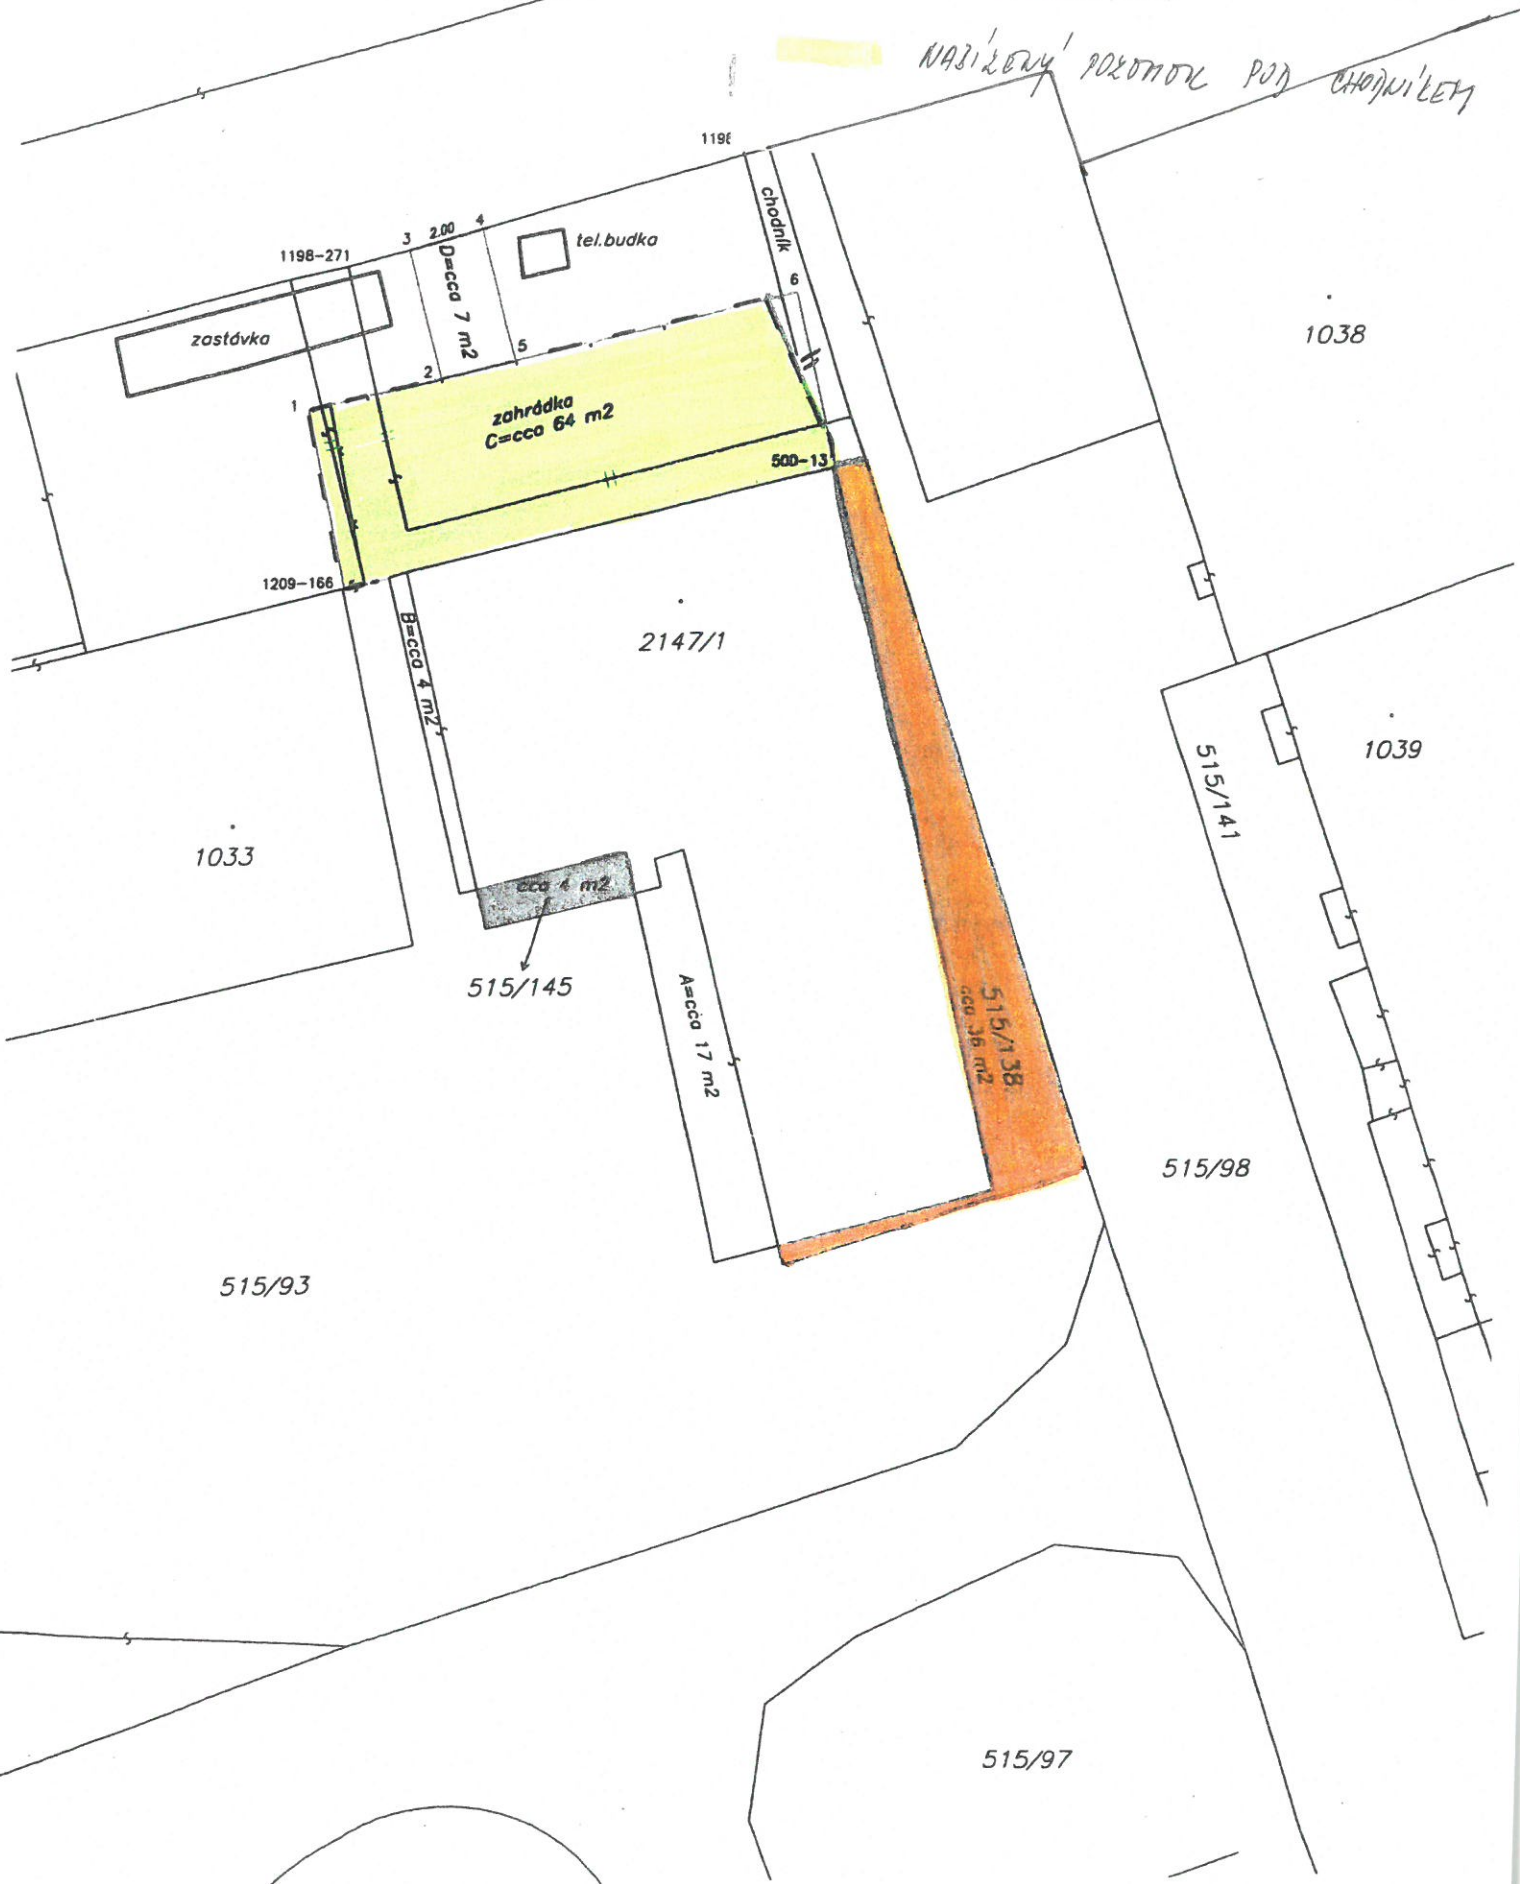 NABÍZENÝ POZEMEK POD CHODNÍKEM
1198
chodník
3
2.00
4
tel.budka
1198-271
D=cca 7 m2
6
zastávka
5
2
1
zahrádka
C=cca 64 m2
1038
500-13
1209-166
B=cca 4 m2
2147/1
515/141
1039
1033
cca 4 m2
515/145
A=cca 17 m2
515/138
cca 36 m2
515/98
515/93
515/97